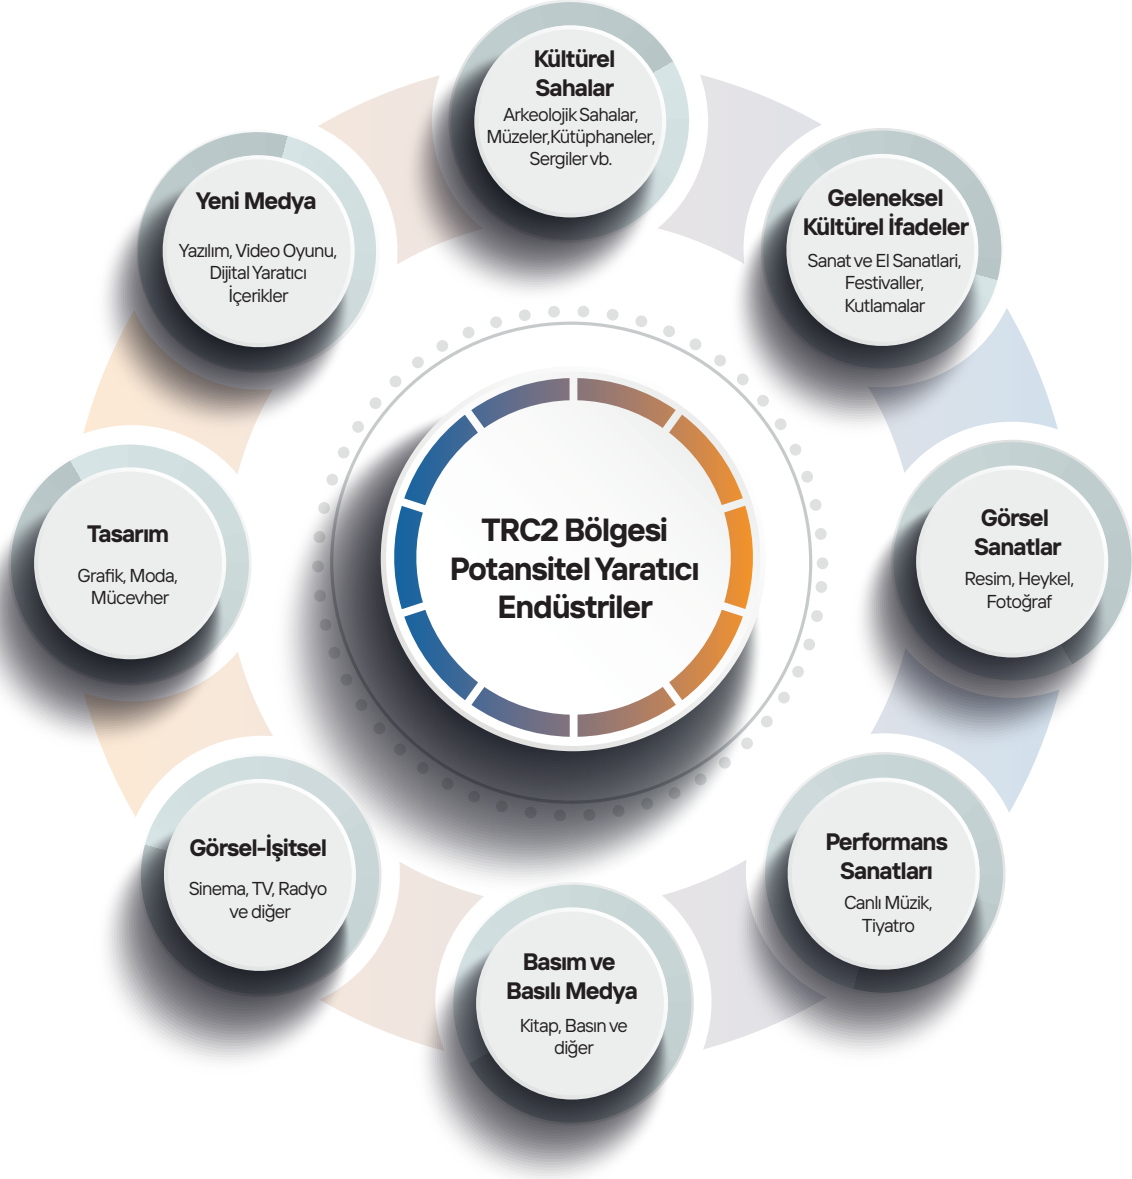 Kültürel
Sahalar
Arkeolojik Sahalar,
Müzeler,Kütüphaneler,
Sergiler vb.
Geleneksel
Kültürel İfadeler
Sanat ve El Sanatlari,
Festivaller,
Kutlamalar
Görsel
Sanatlar
Resim, Heykel,
Fotoğraf
Performans
Sanatları
Canlı Müzik,
Tiyatro
Basım ve
Basılı Medya
Kitap, Basın ve
diğer
Görsel-İşitsel
Sinema, TV, Radyo
ve diğer
Tasarım
Grafik, Moda,
Mücevher
Yeni Medya
Yazılım, Video Oyunu,
Dijital Yaratıcı
İçerikler
TRC2 Bölgesi
Potansitel Yaratıcı
Endüstriler